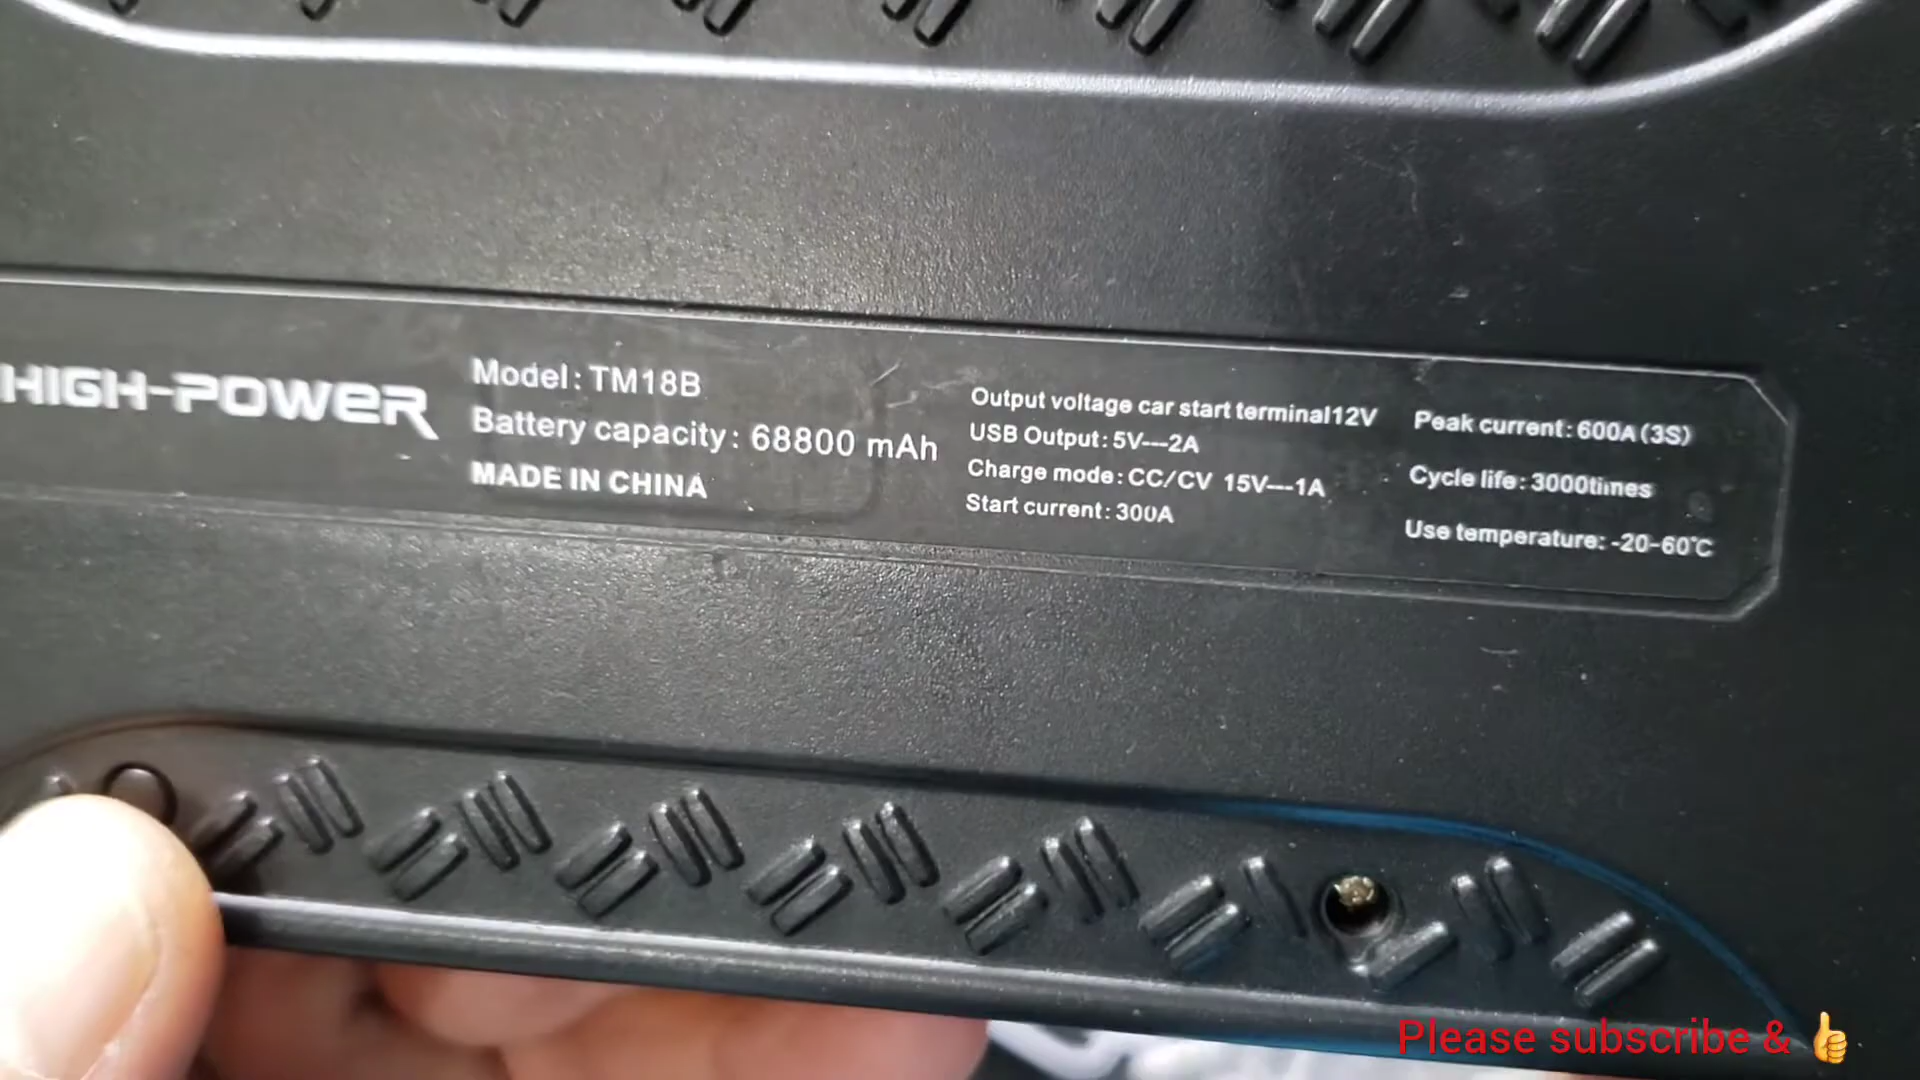 HIGH-POWER
Model: TM18B
Battery capacity: 68800 mAh
MADE IN CHINA
Output voltage car start terminal12V
USB Output: 5V---2A
Charge mode: CC/CV 15V---1A
Start current: 300A
Peak current: 600A(3S)
Cycle life: 3000times
Use temperature: -20-60℃
Please subscribe & 👍